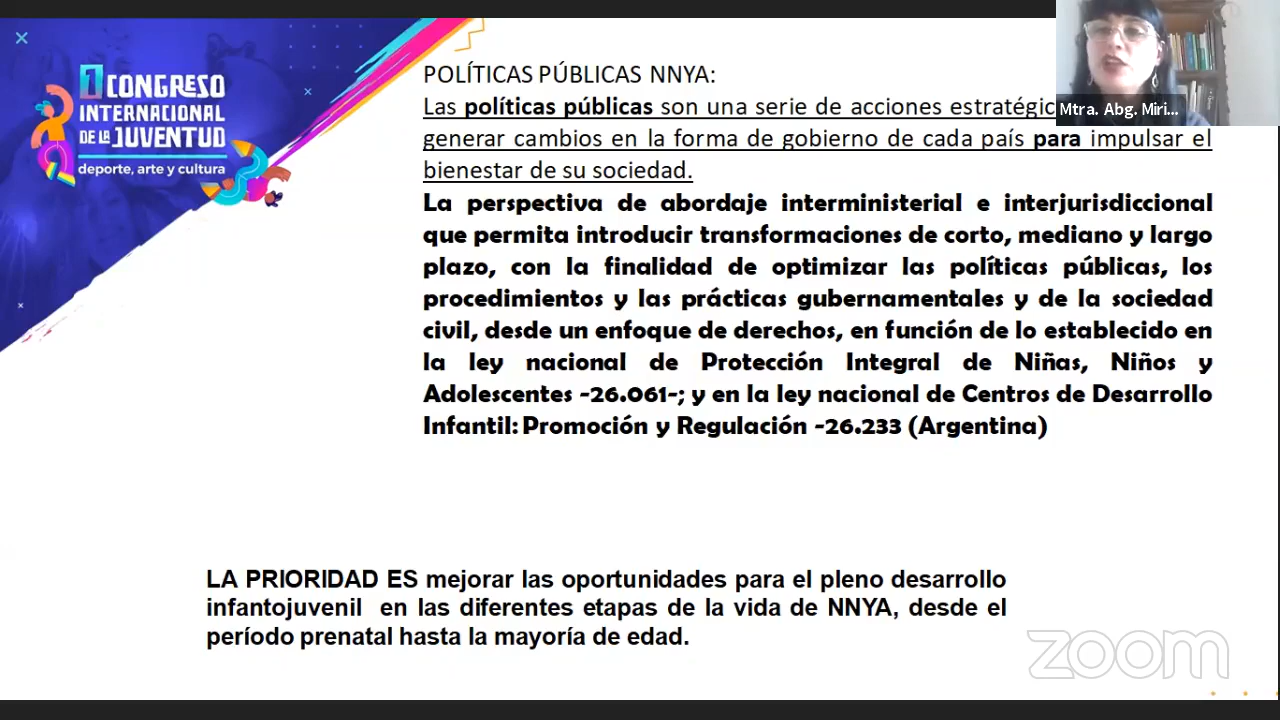 1 CONGRESO
INTERNACIONAL
DE LA JUVENTUD
deporte, arte y cultura
POLÍTICAS PÚBLICAS NNYA:
Las políticas públicas son una serie de acciones
generar cambios en la forma de gobierno de cada país para impulsar el
bienestar de su sociedad.
La perspectiva de abordaje interministerial e interjurisdiccional
que permita introducir transformaciones de corto, mediano y largo
plazo, con la finalidad de optimizar las políticas públicas, los
procedimientos y las prácticas gubernamentales y de la sociedad
civil, desde un enfoque de derechos, en función de lo establecido en
la ley nacional de Protección Integral de Niñas, Niños y
Adolescentes -26.061-; y en la ley nacional de Centros de Desarrollo
Infantil: Promoción y Regulación -26.233 (Argentina)
LA PRIORIDAD ES mejorar las oportunidades para el pleno desarrollo
infantojuvenil en las diferentes etapas de la vida de NNYA, desde el
período prenatal hasta la mayoría de edad.
Mtra. Abg. Miri...
zoom